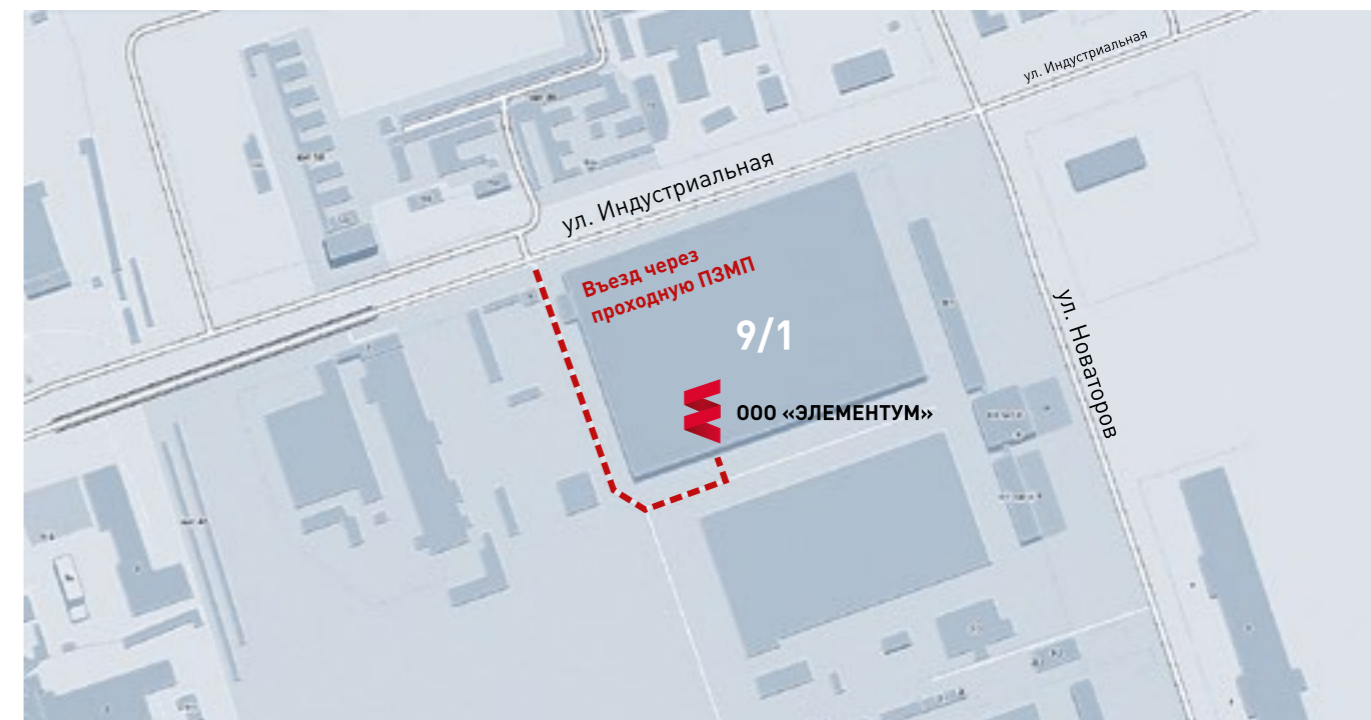 ул. Индустриальная
ул. Индустриальная
Въезд через
проходную ПЗМП
9/1
ООО «ЭЛЕМЕНТУМ»
ул. Новаторов